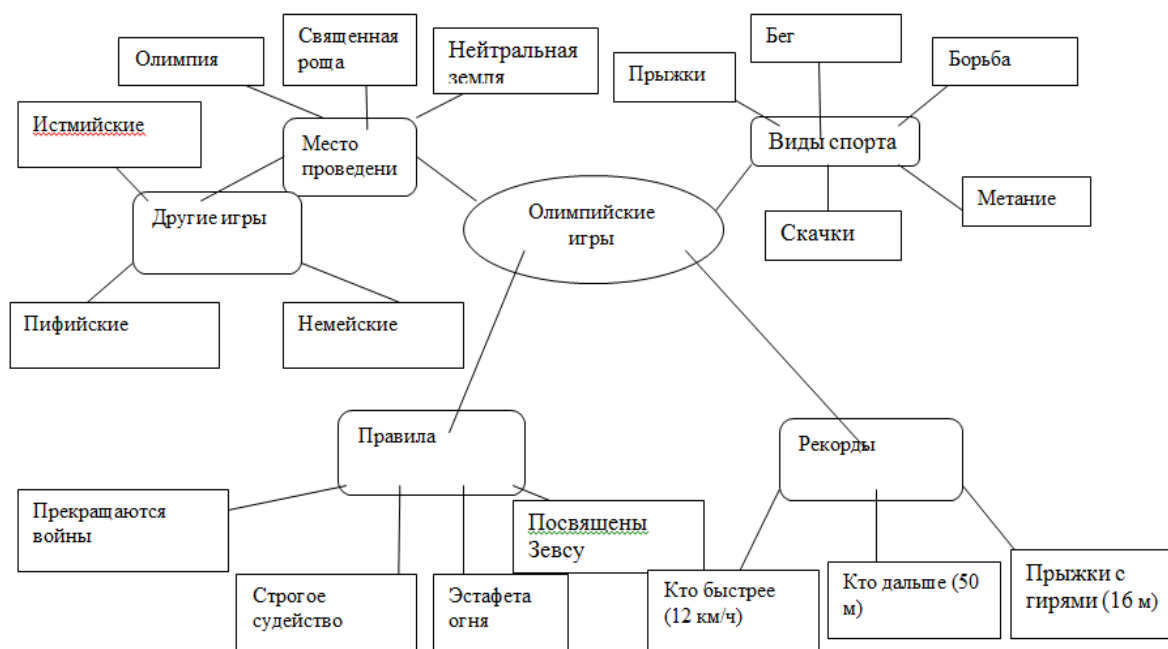 Олимпия
Священная
роща
Нейтральная
земля
Бег
Прыжки
Борьба
Истмийские
Место
проведени
Виды спорта
Метание
Другие игры
Олимпийские
игры
Скачки
Пифийские
Немейские
Правила
Рекорды
Прекращаются
войны
Посвяшены
Зевсу
Строгое
судейство
Эстафета
огня
Кто быстрее
(12 км/ч)
Кто дальше (50
м)
Прыжки с
гирями (16 м)